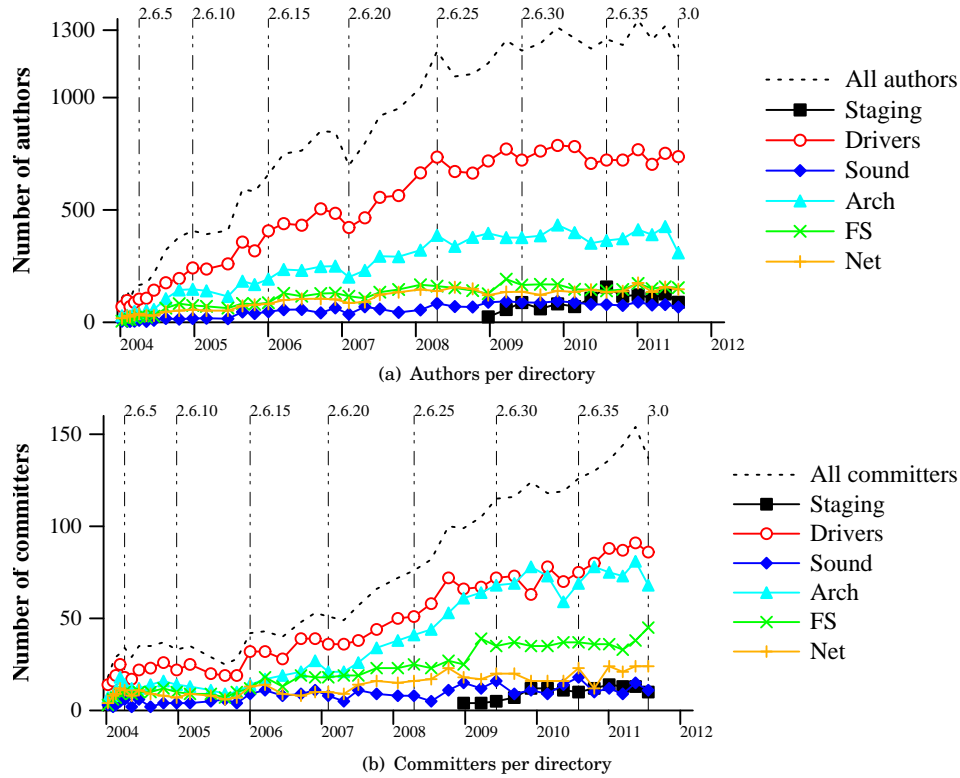 2.6.5 2.6.10 2.6.15 2.6.20 2.6.25 2.6.30 2.6.35 3.0
1300
1000
500
0
Number of authors
2004 2005 2006 2007 2008 2009 2010 2011 2012
All authors
Staging
Drivers
Sound
Arch
FS
Net
(a) Authors per directory
2.6.5 2.6.10 2.6.15 2.6.20 2.6.25 2.6.30 2.6.35 3.0
150
100
50
0
Number of committers
2004 2005 2006 2007 2008 2009 2010 2011 2012
All committers
Staging
Drivers
Sound
Arch
FS
Net
(b) Committers per directory